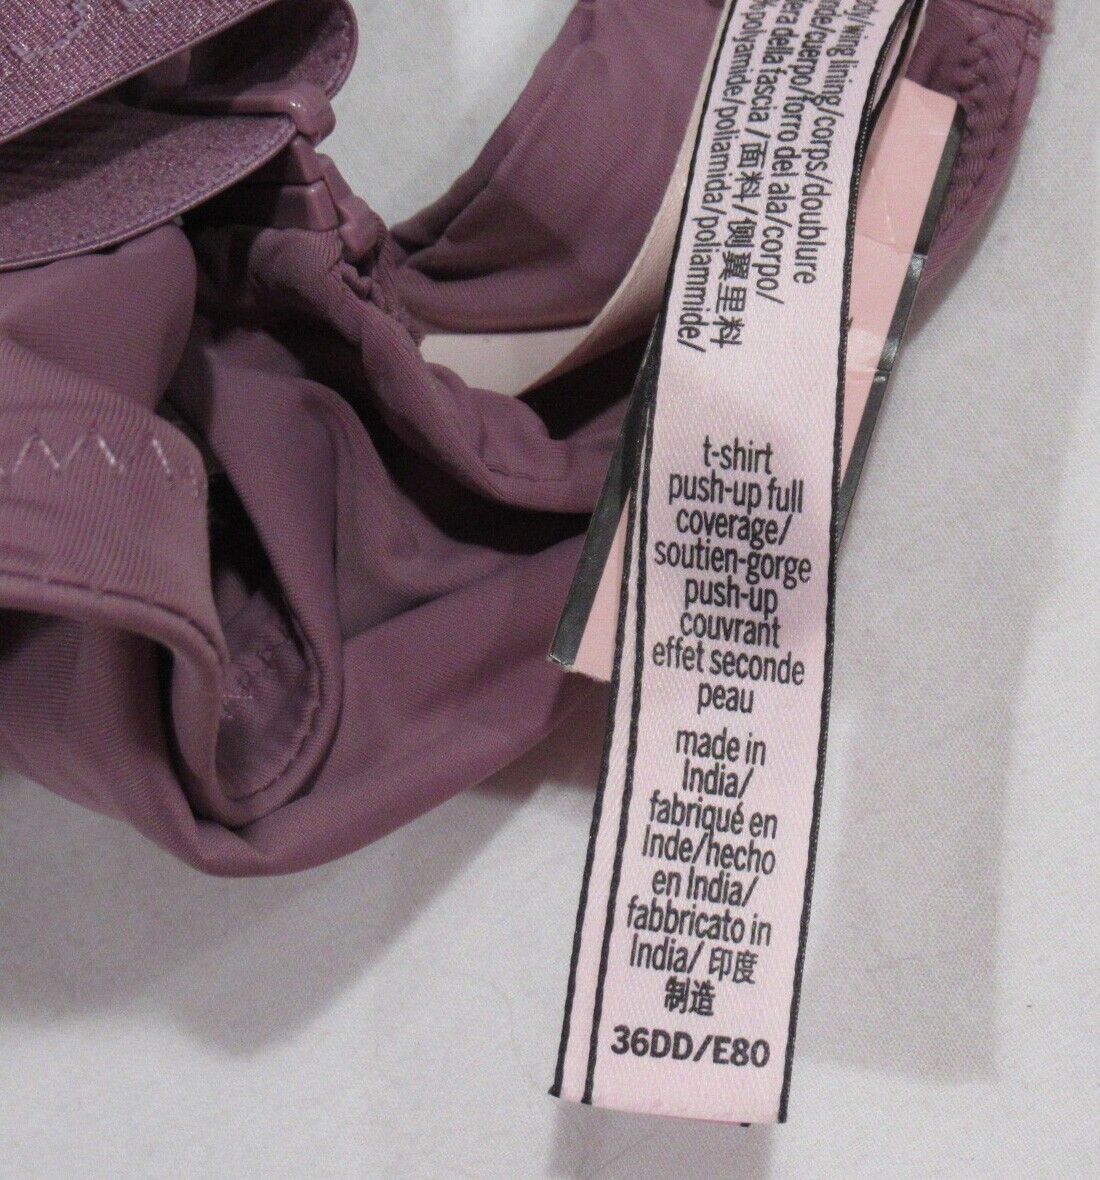 wing lining/corps/doublure
cuerpo/forro del ala/corpo/
della fascia/面料/侧翼里料
polyamide/poliamida/poliammide/
t-shirt
push-up full
coverage/
soutien-gorge
push-up
couvrant
effet seconde
peau
made in
India/
fabriqué en
Inde/hecho
en India/
fabbricato in
India/ 印度
制造
36DD/E80